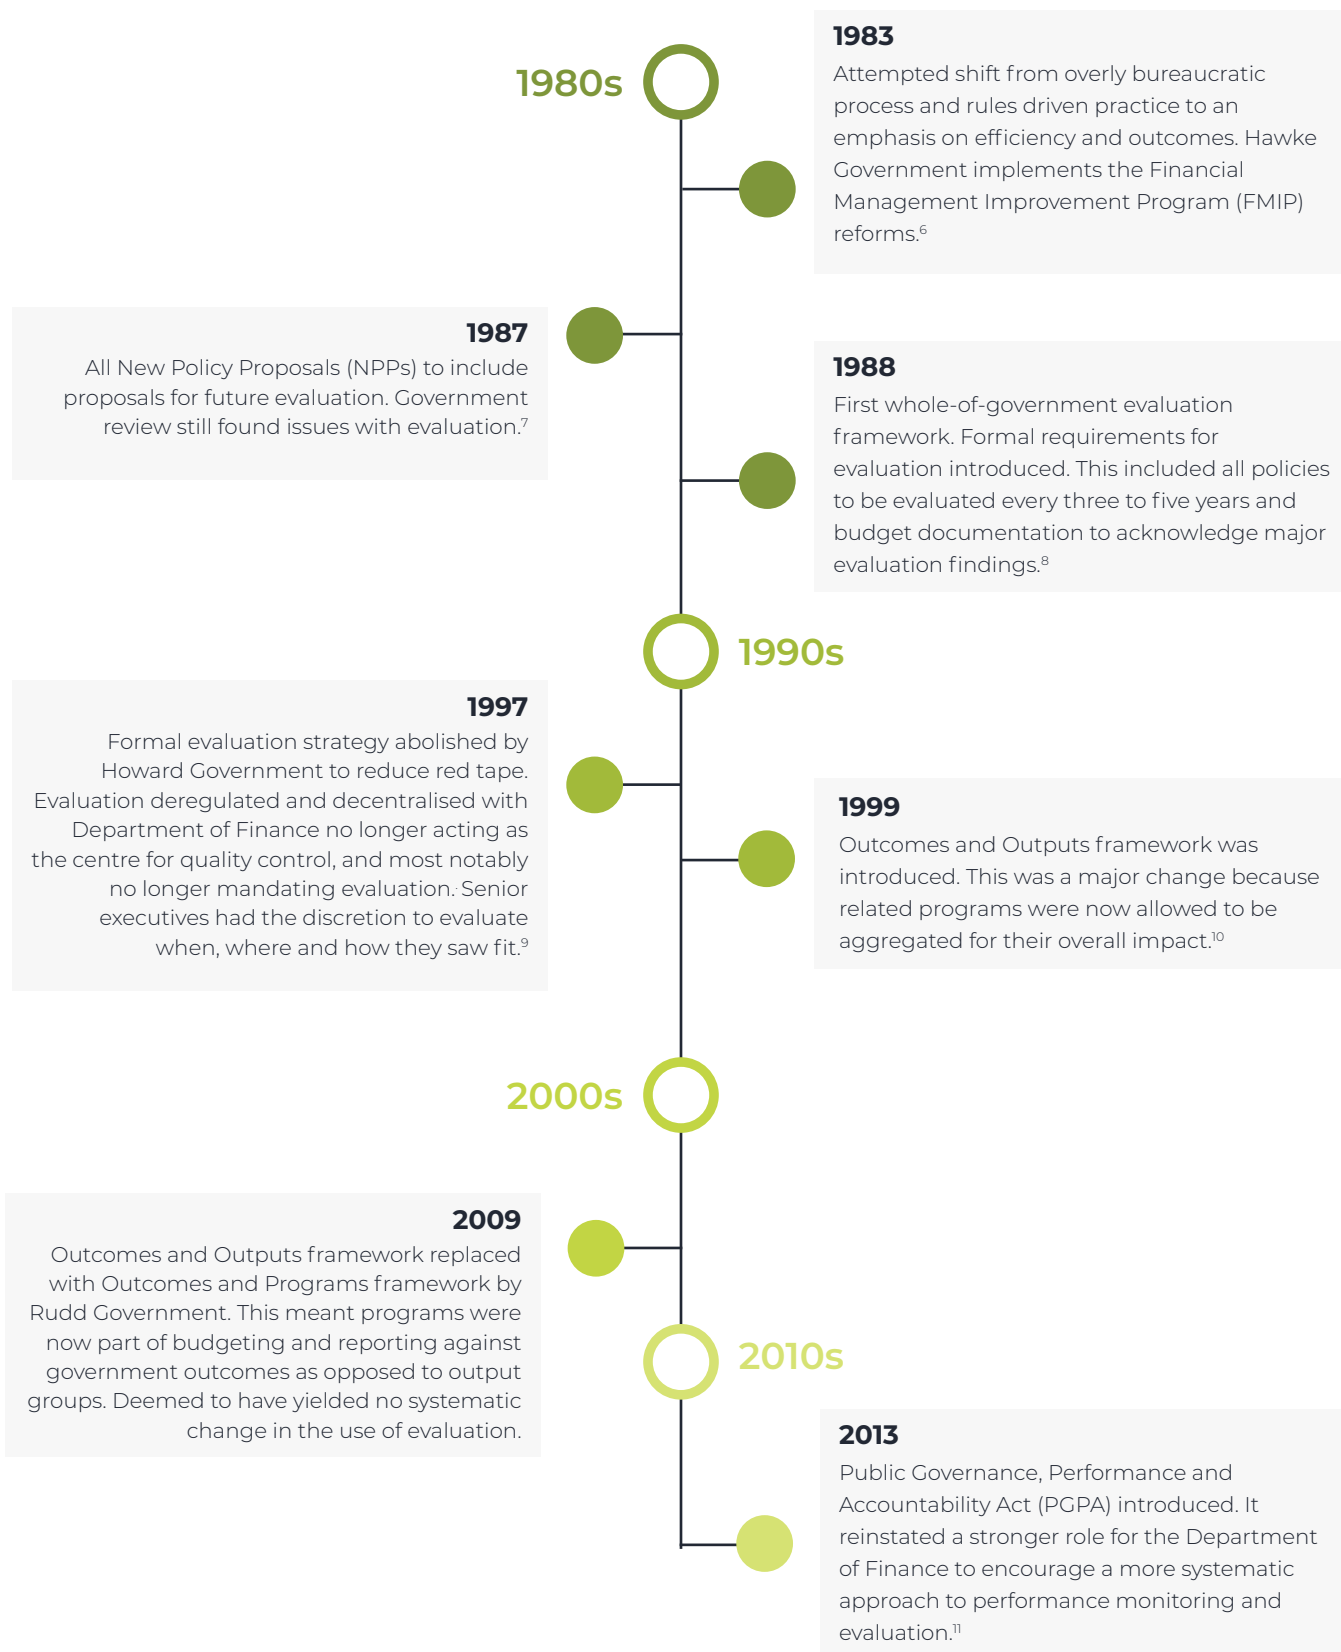 1980s
1983
Attempted shift from overly bureaucratic
process and rules driven practice to an
emphasis on efficiency and outcomes. Hawke
Government implements the Financial
Management Improvement Program (FMIP)
reforms.⁶
1987
All New Policy Proposals (NPPs) to include
proposals for future evaluation. Government
review still found issues with evaluation.⁷
1988
First whole-of-government evaluation
framework. Formal requirements for
evaluation introduced. This included all policies
to be evaluated every three to five years and
budget documentation to acknowledge major
evaluation findings.⁸
1990s
1997
Formal evaluation strategy abolished by
Howard Government to reduce red tape.
Evaluation deregulated and decentralised with
Department of Finance no longer acting as
the centre for quality control, and most notably
no longer mandating evaluation. Senior
executives had the discretion to evaluate
when, where and how they saw fit.⁹
1999
Outcomes and Outputs framework was
introduced. This was a major change because
related programs were now allowed to be
aggregated for their overall impact.¹⁰
2000s
2009
Outcomes and Outputs framework replaced
with Outcomes and Programs framework by
Rudd Government. This meant programs were
now part of budgeting and reporting against
government outcomes as opposed to output
groups. Deemed to have yielded no systematic
change in the use of evaluation.
2010s
2013
Public Governance, Performance and
Accountability Act (PGPA) introduced. It
reinstated a stronger role for the Department
of Finance to encourage a more systematic
approach to performance monitoring and
evaluation.¹¹